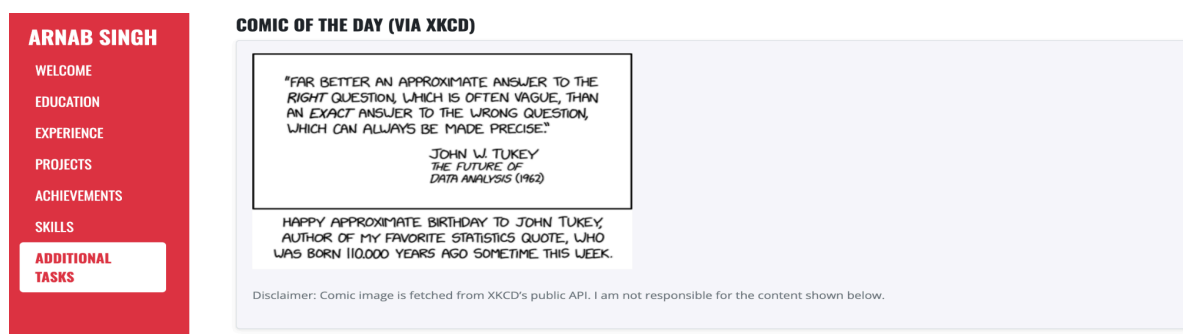 ARNAB SINGH
WELCOME
EDUCATION
EXPERIENCE
PROJECTS
ACHIEVEMENTS
SKILLS
ADDITIONAL
TASKS
COMIC OF THE DAY (VIA XKCD)
"FAR BETTER AN APPROXIMATE ANSWER TO THE
RIGHT QUESTION, WHICH IS OFTEN VAGUE, THAN
AN EXACT ANSWER TO THE WRONG QUESTION,
WHICH CAN ALWAYS BE MADE PRECISE."
JOHN W. TUKEY
THE FUTURE OF
DATA ANALYSIS (1962)
HAPPY APPROXIMATE BIRTHDAY TO JOHN TUKEY,
AUTHOR OF MY FAVORITE STATISTICS QUOTE, WHO
WAS BORN 110.000 YEARS AGO SOMETIME THIS WEEK.
Disclaimer: Comic image is fetched from XKCD's public API. I am not responsible for the content shown below.